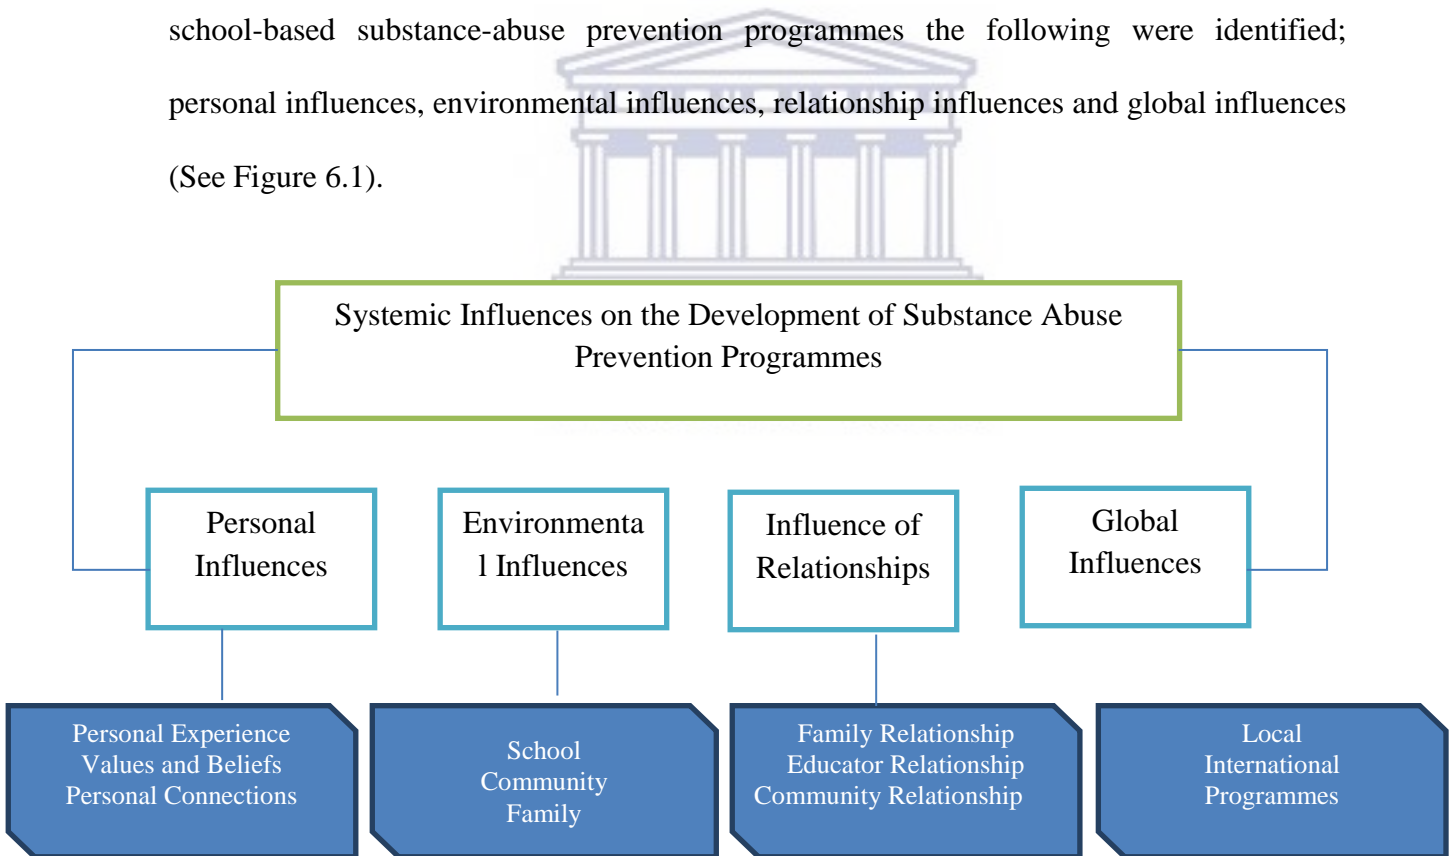 school-based substance-abuse prevention programmes the following were identified;
personal influences, environmental influences, relationship influences and global influences
(See Figure 6.1).
Systemic Influences on the Development of Substance Abuse
Prevention Programmes
Personal
Influences
Environmenta
l Influences
Influence of
Relationships
Global
Influences
Personal Experience
Values and Beliefs
Personal Connections
School
Community
Family
Family Relationship
Educator Relationship
Community Relationship
Local
International
Programmes